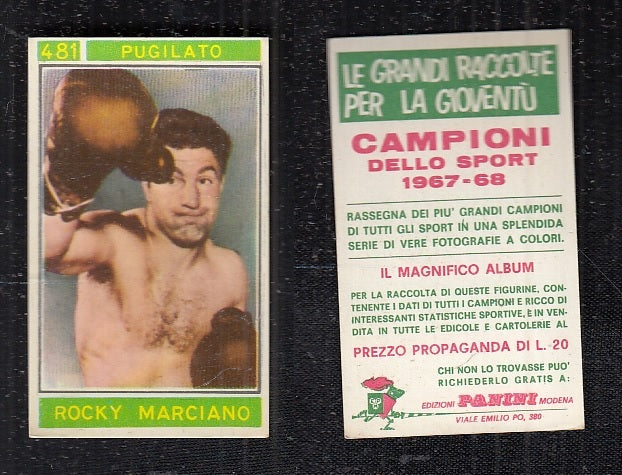 481 PUGILATO
ROCKY MARCIANO
LE GRANDI RACCOLTE
PER LA GIOVENTÙ
CAMPIONI
DELLO SPORT
1967-68
RASSEGNA DEI PIU' GRANDI CAMPIONI
DI TUTTI GLI SPORT IN UNA SPLENDIDA
SERIE DI VERE FOTOGRAFIE A COLORI.
IL MAGNIFICO ALBUM
PER LA RACCOLTA DI QUESTE FIGURINE, CON-
TENENTE I DATI DI TUTTI I CAMPIONI E RICCO DI
INTERESSANTI STATISTICHE SPORTIVE, È IN VEN-
DITA IN TUTTE LE EDICOLE E CARTOLERIE AL
PREZZO PROPAGANDA DI L. 20
CHI NON LO TROVASSE PUO'
RICHIEDERLO GRATIS A:
EDIZIONI PANINI MODENA
VIALE EMILIO PO, 380